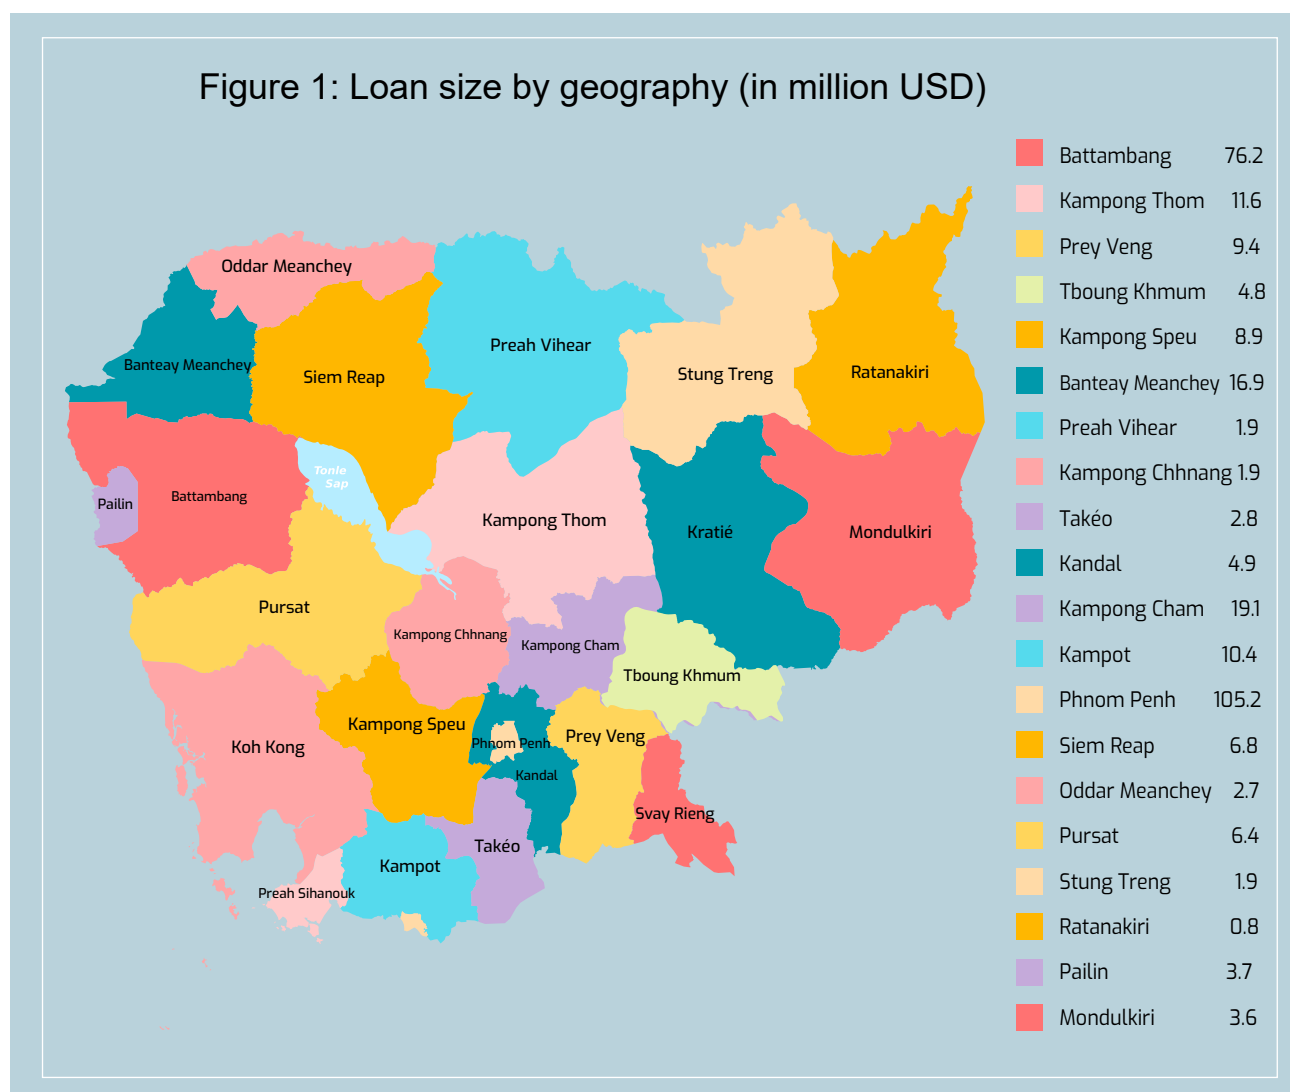 Figure 1: Loan size by geography (in million USD)
Battambang 76.2
Kampong Thom 11.6
Prey Veng 9.4
Tboung Khmum 4.8
Kampong Speu 8.9
Banteay Meanchey 16.9
Preah Vihear 1.9
Kampong Chhnang 1.9
Takéo 2.8
Kandal 4.9
Kampong Cham 19.1
Kampot 10.4
Phnom Penh 105.2
Siem Reap 6.8
Oddar Meanchey 2.7
Pursat 6.4
Stung Treng 1.9
Ratanakiri 0.8
Pailin 3.7
Mondulkiri 3.6
Oddar Meanchey
Preah Vihear
Banteay Meanchey
Siem Reap
Stung Treng
Ratanakiri
Tonle
Sap
Battambang
Pailin
Kampong Thom
Kratié
Mondulkiri
Pursat
Kampong Chhnang
Kampong Cham
Tboung Khmum
Kampong Speu
Koh Kong
Phnom Penh
Prey Veng
Kandal
Svay Rieng
Takéo
Kampot
Preah Sihanouk